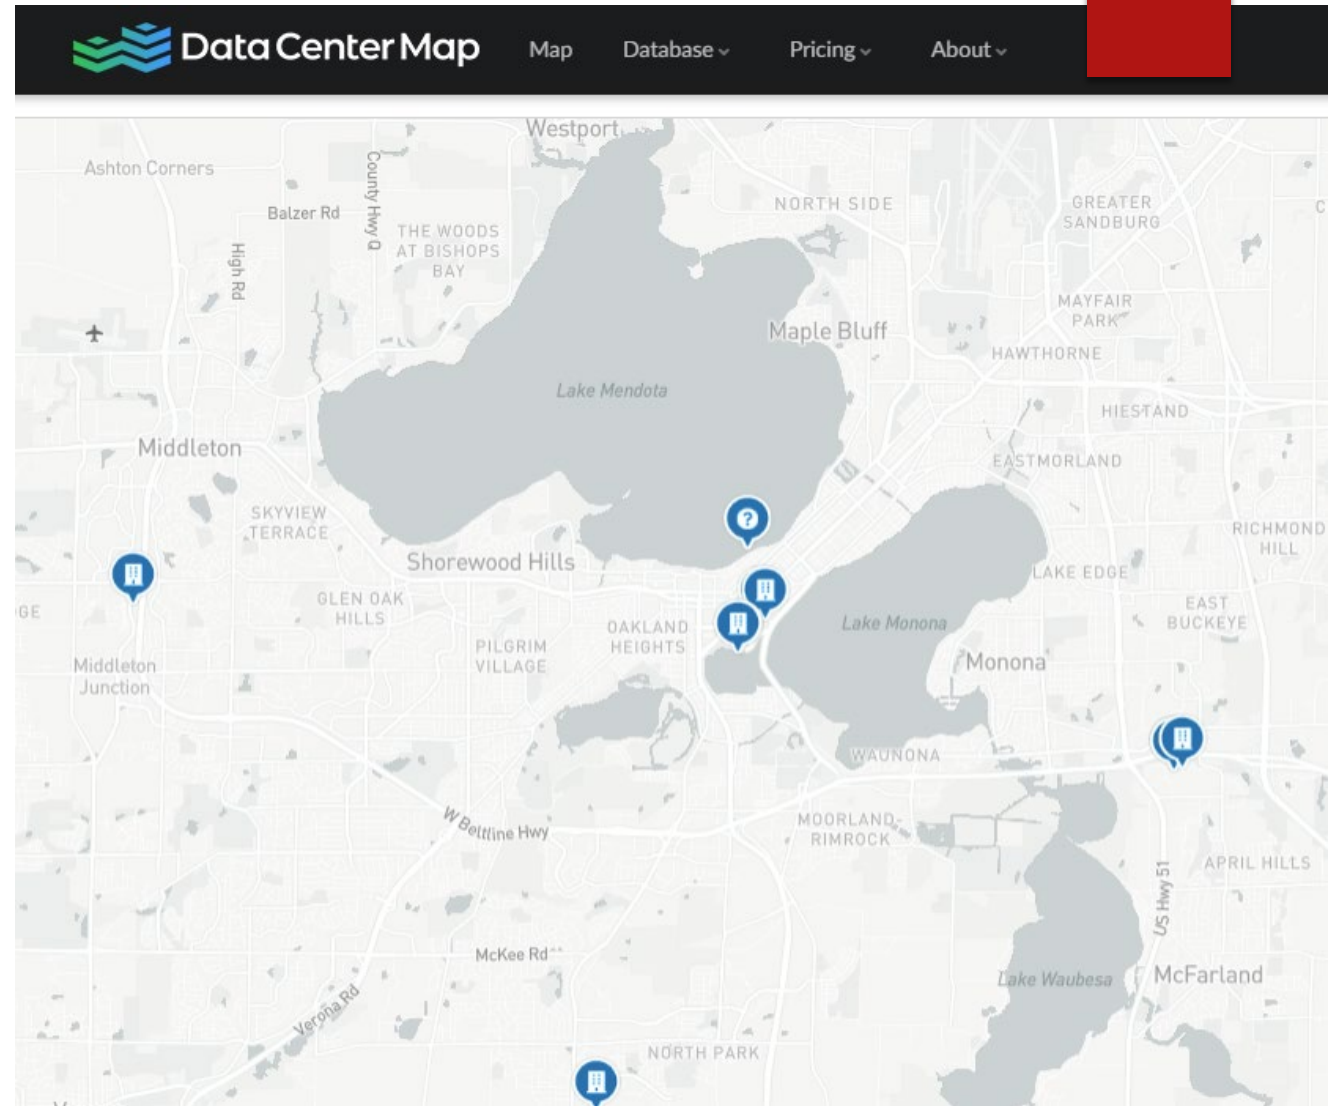 Data Center Map
Map
Database
Pricing
About
Westport
Ashton Corners
County Hwy Q
Balzer Rd
High Rd
THE WOODS
AT BISHOPS
BAY
NORTH SIDE
GREATER
SANDBURG
C
MAYFAIR
PARK
Maple Bluff
HAWTHORNE
Lake Mendota
HIESTAND
Middleton
EASTMORLAND
SKYVIEW
TERRACE
?
RICHMOND
HILL
Shorewood Hills
LAKE EDGE
GLEN OAK
HILLS
GE
EAST
BUCKEYE
OAKLAND
HEIGHTS
Lake Monona
PILGRIM
VILLAGE
Middleton
Junction
Monona
WAUNONA
W Beltline Hwy
MOORLAND-
RIMROCK
APRIL HILLS
US Hwy 51
McKee Rd
Lake Waubesa
McFarland
Verona Rd
NORTH PARK